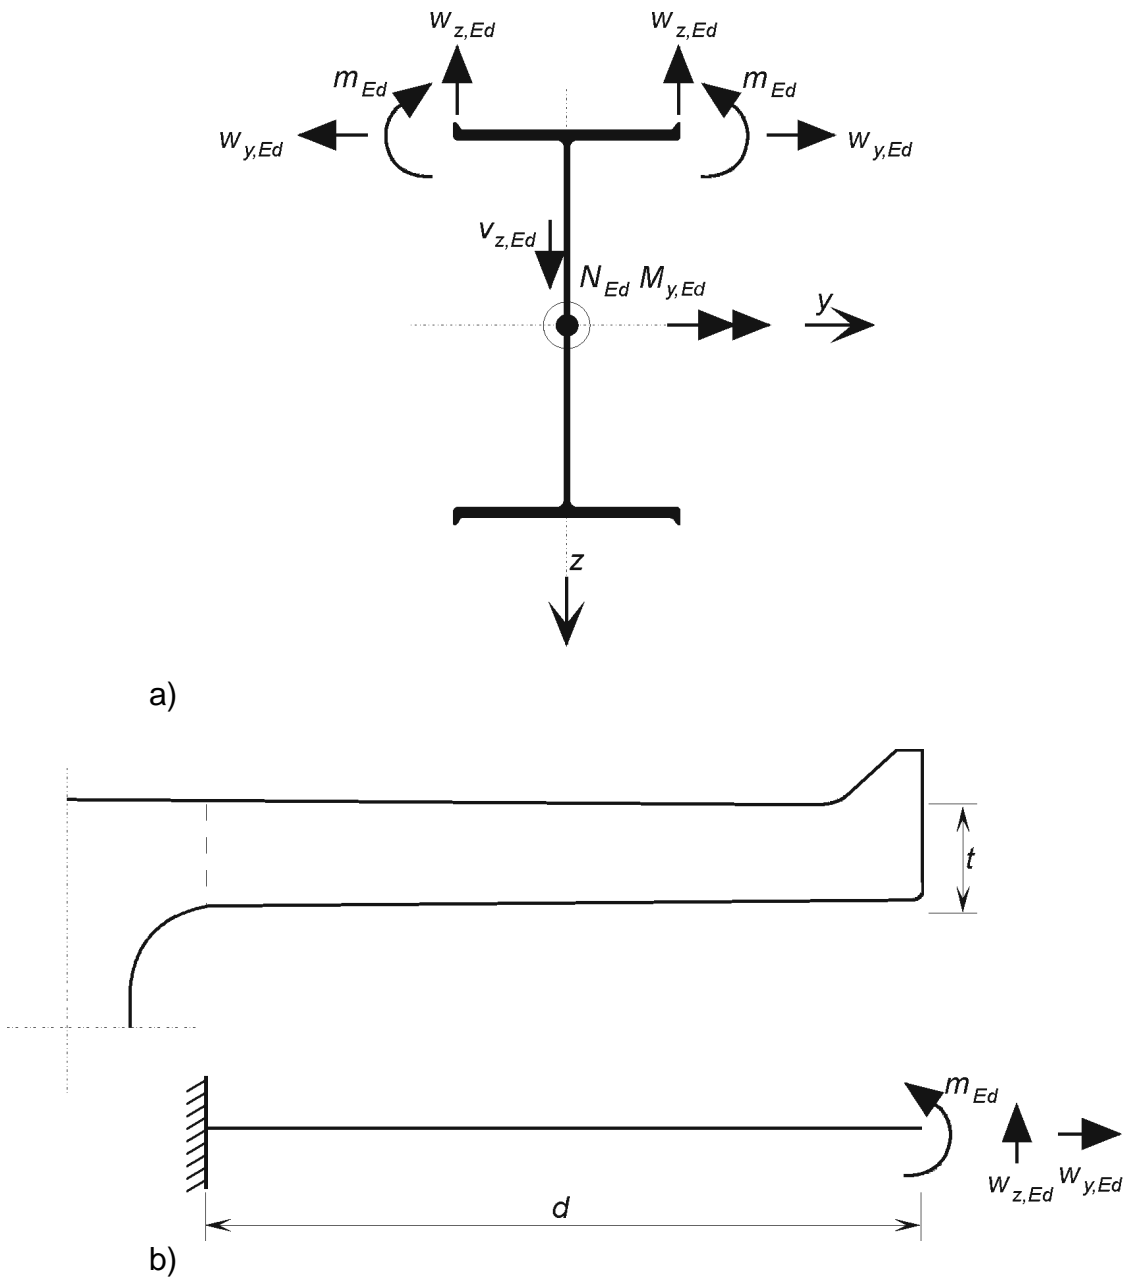 w z,Ed w z,Ed
m Ed m Ed
w y,Ed w y,Ed
v z,Ed
N Ed M y,Ed y
z
a)
t
m Ed
w z,Ed w y,Ed
d
b)